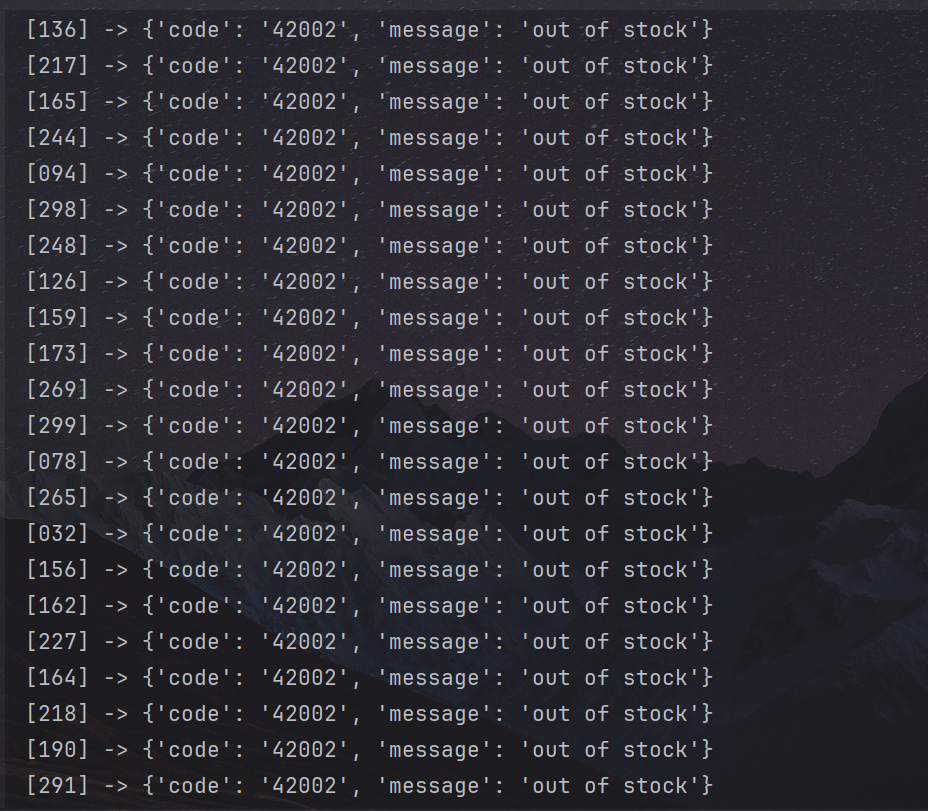 [136] -> {'code': '42002', 'message': 'out of stock'}
[217] -> {'code': '42002', 'message': 'out of stock'}
[165] -> {'code': '42002', 'message': 'out of stock'}
[244] -> {'code': '42002', 'message': 'out of stock'}
[094] -> {'code': '42002', 'message': 'out of stock'}
[298] -> {'code': '42002', 'message': 'out of stock'}
[248] -> {'code': '42002', 'message': 'out of stock'}
[126] -> {'code': '42002', 'message': 'out of stock'}
[159] -> {'code': '42002', 'message': 'out of stock'}
[173] -> {'code': '42002', 'message': 'out of stock'}
[269] -> {'code': '42002', 'message': 'out of stock'}
[299] -> {'code': '42002', 'message': 'out of stock'}
[078] -> {'code': '42002', 'message': 'out of stock'}
[265] -> {'code': '42002', 'message': 'out of stock'}
[032] -> {'code': '42002', 'message': 'out of stock'}
[156] -> {'code': '42002', 'message': 'out of stock'}
[162] -> {'code': '42002', 'message': 'out of stock'}
[227] -> {'code': '42002', 'message': 'out of stock'}
[164] -> {'code': '42002', 'message': 'out of stock'}
[218] -> {'code': '42002', 'message': 'out of stock'}
[190] -> {'code': '42002', 'message': 'out of stock'}
[291] -> {'code': '42002', 'message': 'out of stock'}